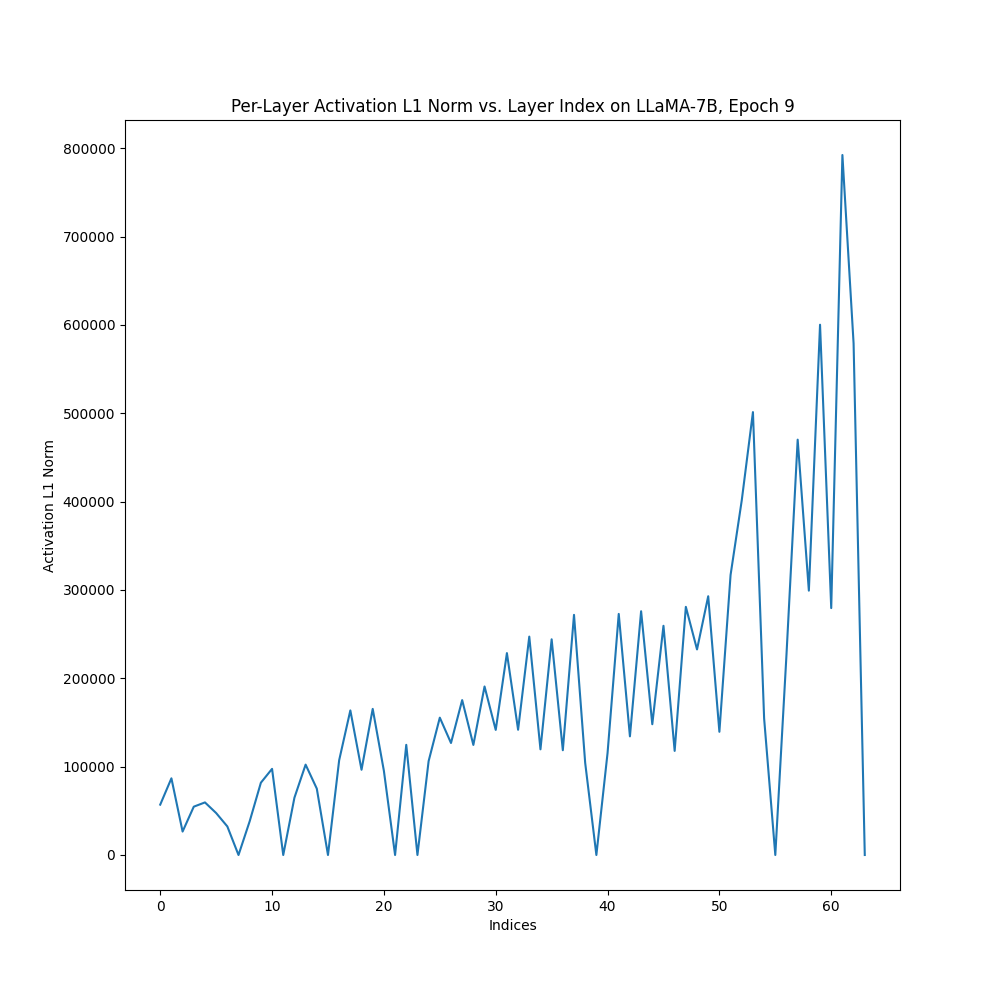 Per-Layer Activation L1 Norm vs. Layer Index on LLaMA-7B, Epoch 9
800000
700000
600000
500000
400000
300000
200000
100000
0
Activation L1 Norm
0 10 20 30 40 50 60
Indices